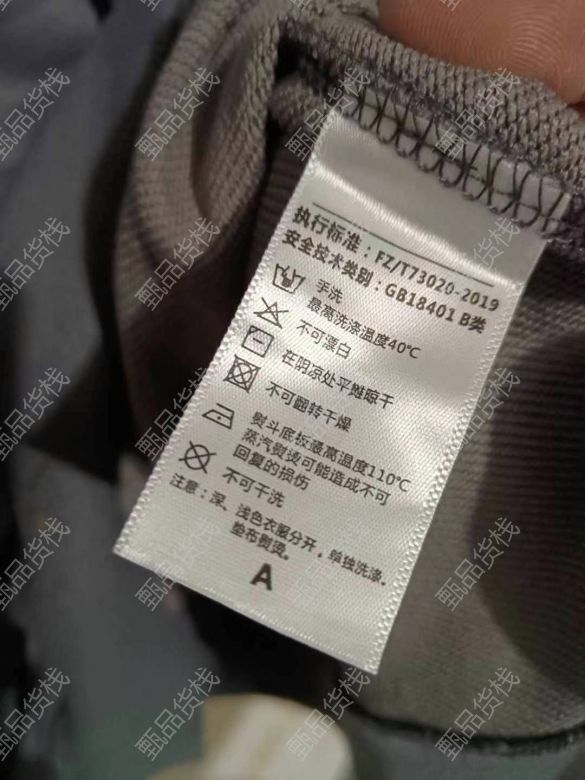 执行标准：FZ/T73020-2019
安全技术类别：GB18401 B类
手洗
最高洗涤温度40℃
不可漂白
在阴凉处平摊晾干
不可翻转干燥
熨斗底板最高温度110℃
蒸汽熨烫可能造成不可
回复的损伤
不可干洗
注意：深、浅色衣服分开，单独洗涤。
垫布熨烫。
A
甄品货栈